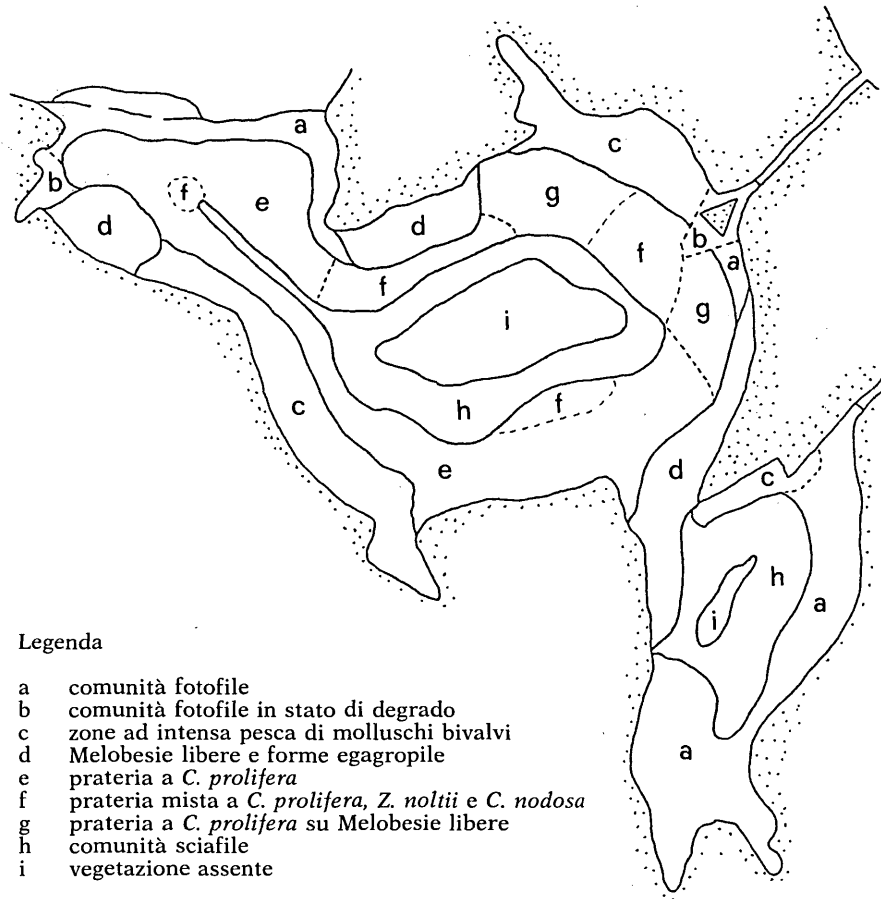 a
c
b
f
e
d
d
g
f
b
a
f
g
i
c
h
f
e
d
c
h
a
i
a
Legenda
a comunità fotofile
b comunità fotofile in stato di degrado
c zone ad intensa pesca di molluschi bivalvi
d Melobesie libere e forme egagropile
e prateria a C. prolifera
f prateria mista a C. prolifera, Z. noltii e C. nodosa
g prateria a C. prolifera su Melobesie libere
h comunità sciafile
i vegetazione assente